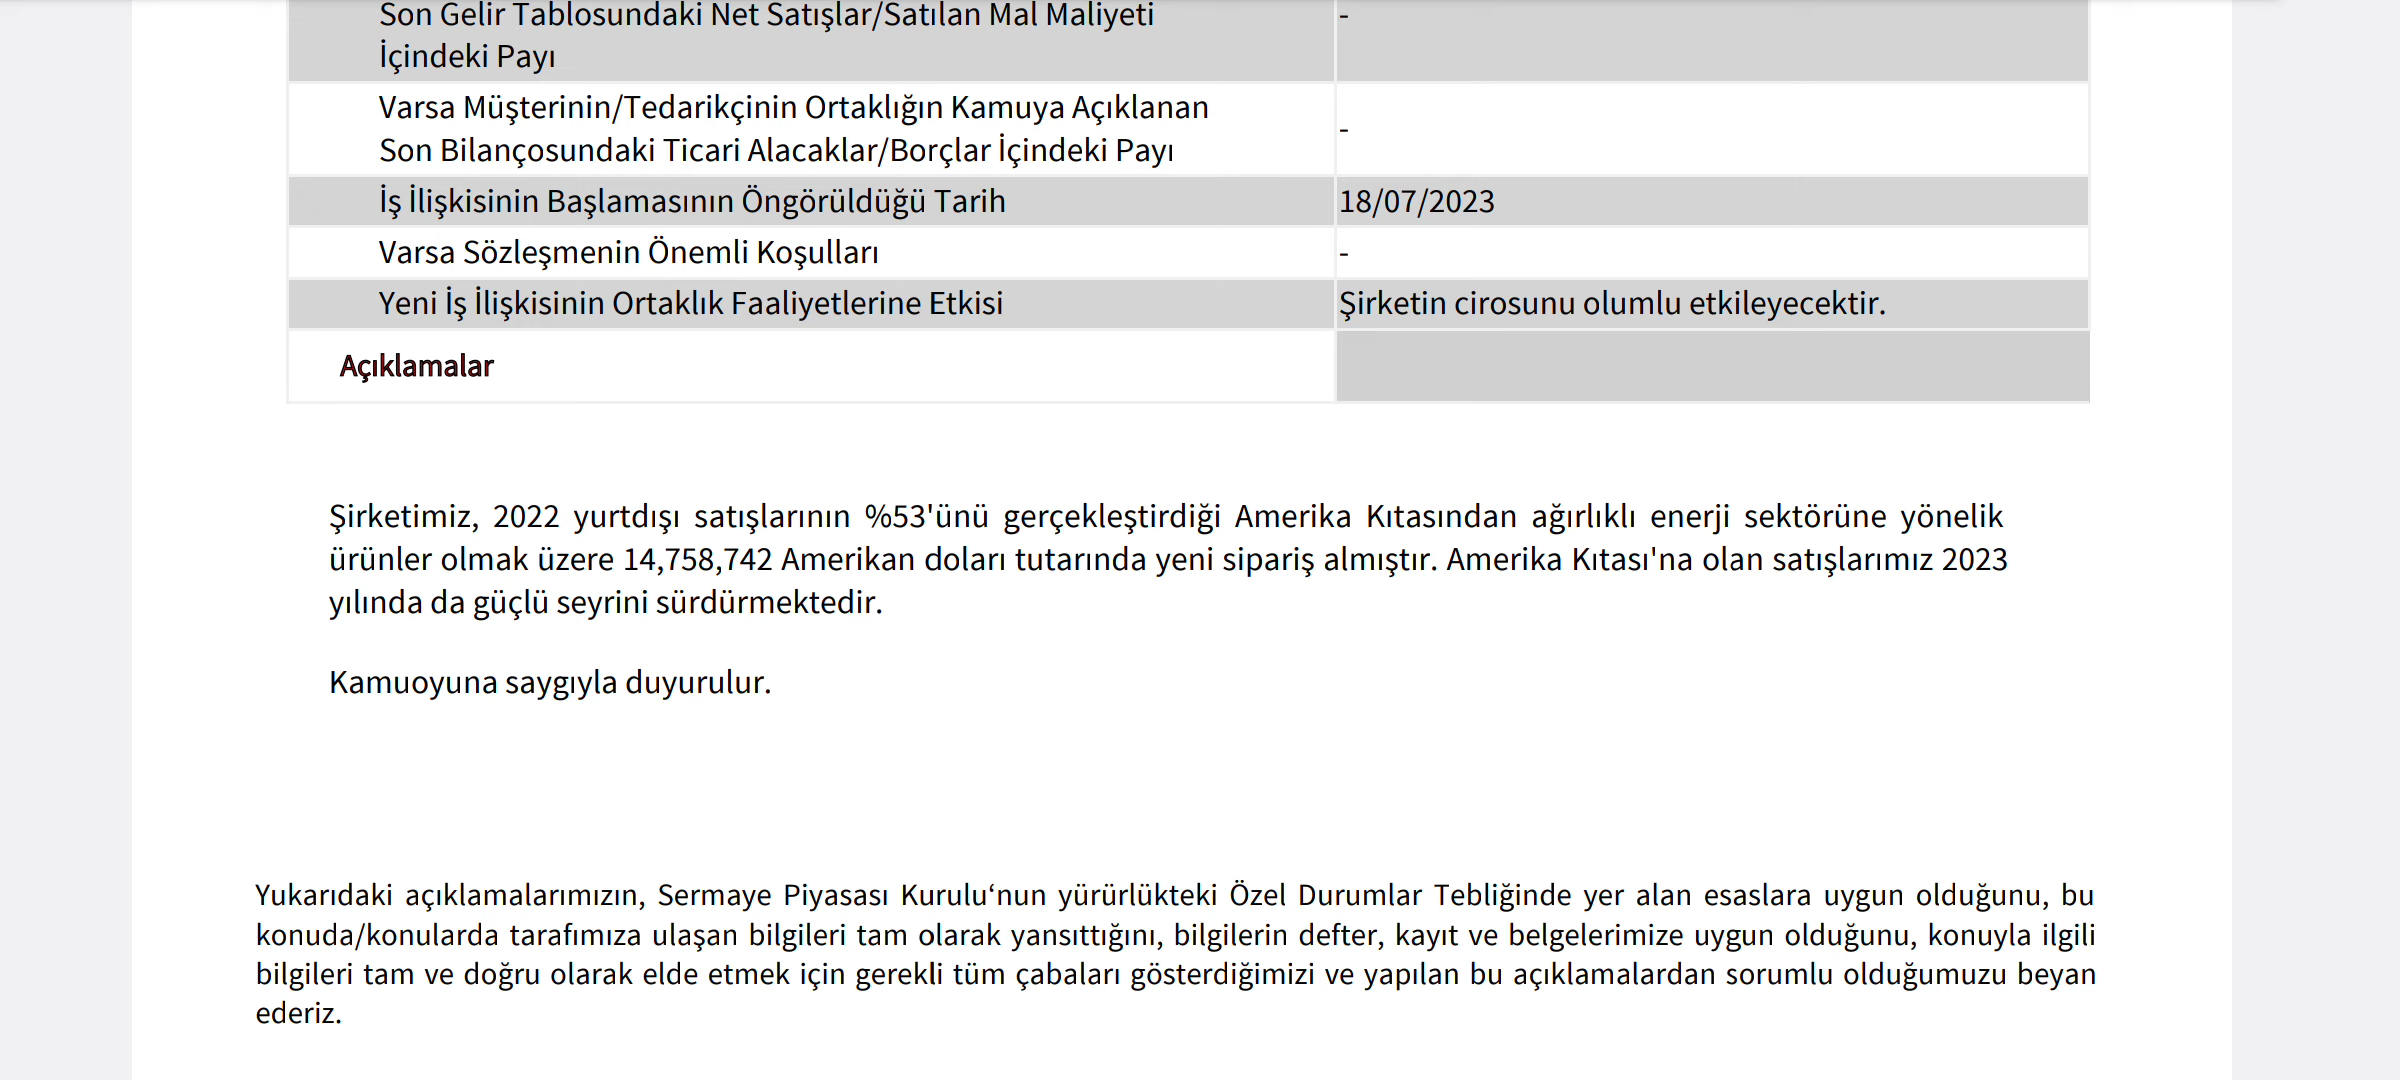 Son Gelir Tablosundaki Net Satışlar/Satılan Mal Maliyeti
İçindeki Payı
-
Varsa Müşterinin/Tedarikçinin Ortaklığın Kamuya Açıklanan
Son Bilançosundaki Ticari Alacaklar/Borçlar İçindeki Payı
-
İş İlişkisinin Başlamasının Öngörüldüğü Tarih
18/07/2023
Varsa Sözleşmenin Önemli Koşulları
-
Yeni İş İlişkisinin Ortaklık Faaliyetlerine Etkisi
Şirketin cirosunu olumlu etkileyecektir.
Açıklamalar
Şirketimiz, 2022 yurtdışı satışlarının %53'ünü gerçekleştirdiği Amerika Kıtasından ağırlıklı enerji sektörüne yönelik
ürünler olmak üzere 14,758,742 Amerikan doları tutarında yeni sipariş almıştır. Amerika Kıtası'na olan satışlarımız 2023
yılında da güçlü seyrini sürdürmektedir.
Kamuoyuna saygıyla duyurulur.
Yukarıdaki açıklamalarımızın, Sermaye Piyasası Kurulu‘nun yürürlükteki Özel Durumlar Tebliğinde yer alan esaslara uygun olduğunu, bu
konuda/konularda tarafımıza ulaşan bilgileri tam olarak yansıttığını, bilgilerin defter, kayıt ve belgelerimize uygun olduğunu, konuyla ilgili
bilgileri tam ve doğru olarak elde etmek için gerekli tüm çabaları gösterdiğimizi ve yapılan bu açıklamalardan sorumlu olduğumuzu beyan
ederiz.